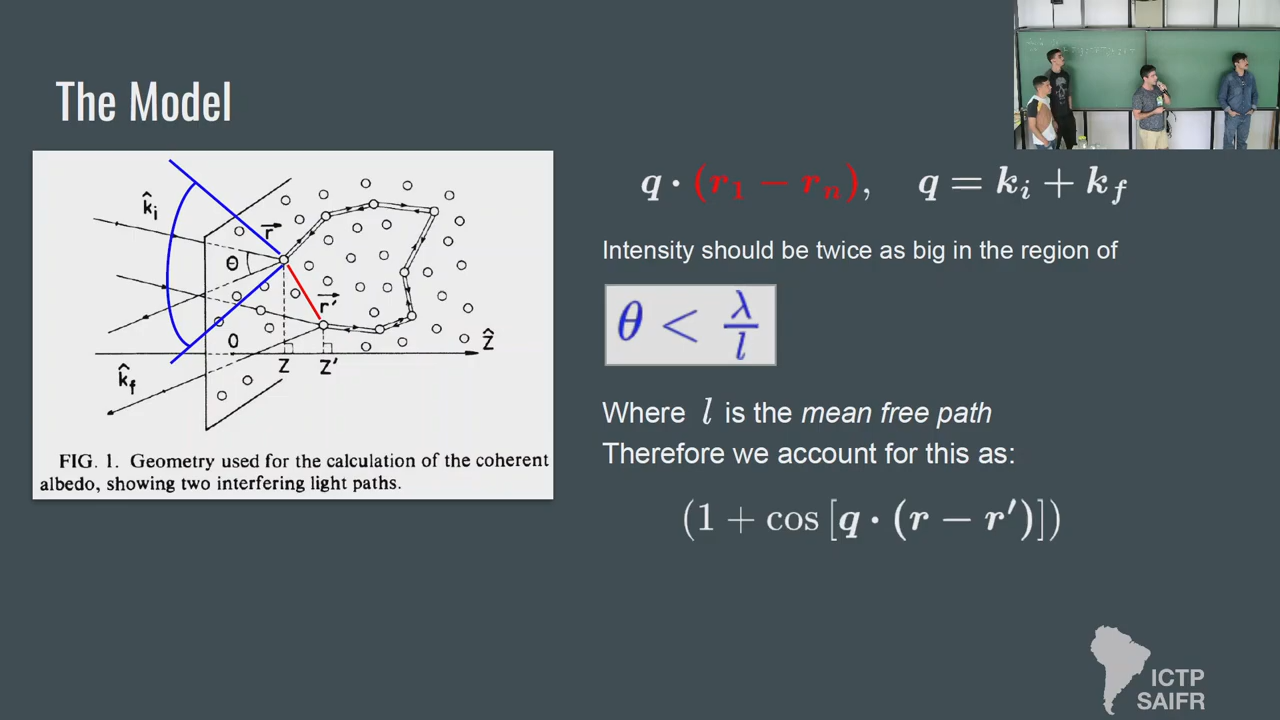 The Model
k̂i
r⃗
θ
r⃗'
0
Ẑ
Z
Z'
k̂f
FIG. 1. Geometry used for the calculation of the coherent
albedo, showing two interfering light paths.
q · (r₁ − rₙ), q = kᵢ + k_f
Intensity should be twice as big in the region of
θ < λ/l
Where l is the mean free path
Therefore we account for this as:
(1 + cos [q · (r − r')])
ICTP
SAIFR